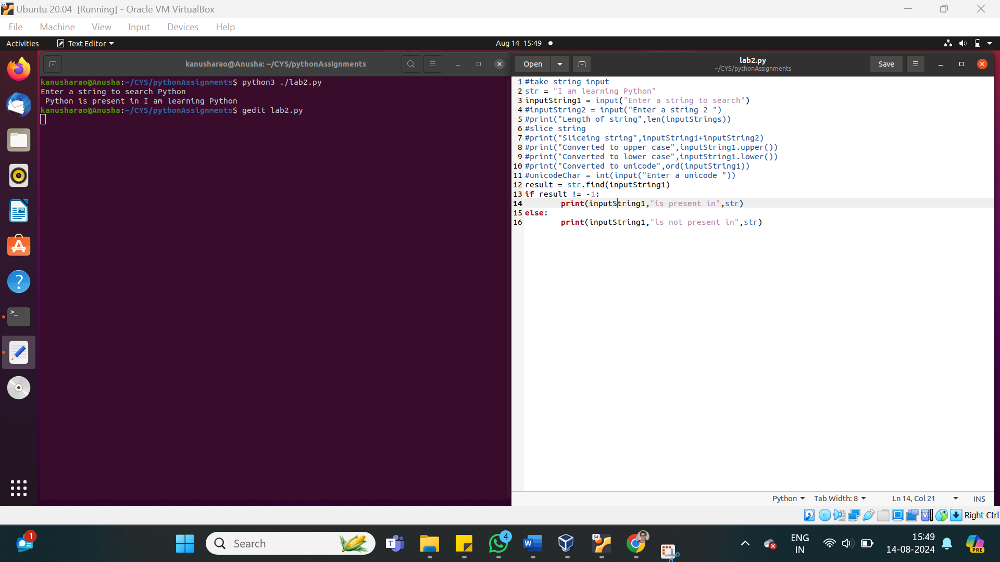 Ubuntu 20.04 [Running] - Oracle VM VirtualBox
File Machine View Input Devices Help
Activities Text Editor Aug 14 15:49
kanusharao@Anusha: ~/CYS/pythonAssignments
kanusharao@Anusha:~/CYS/pythonAssignments$ python3 ./lab2.py
Enter a string to search Python
 Python is present in I am learning Python
kanusharao@Anusha:~/CYS/pythonAssignments$ gedit lab2.py
Open lab2.py Save
~/CYS/pythonAssignments
1 #take string input
2 str = "I am learning Python"
3 inputString1 = input("Enter a string to search")
4 #inputString2 = input("Enter a string 2 ")
5 #print("Length of string",len(inputStrings))
6 #slice string
7 #print("Sliceing string",inputString1+inputString2)
8 #print("Converted to upper case",inputString1.upper())
9 #print("Converted to lower case",inputString1.lower())
10 #print("Converted to unicode",ord(inputString1))
11 #unicodeChar = int(input("Enter a unicode "))
12 result = str.find(inputString1)
13 if result != -1:
14         print(inputString1,"is present in",str)
15 else:
16         print(inputString1,"is not present in",str)
Python Tab Width: 8 Ln 14, Col 21 INS
Right Ctrl
1 Search 4 64 ENG 15:49
IN 14-08-2024 PRE